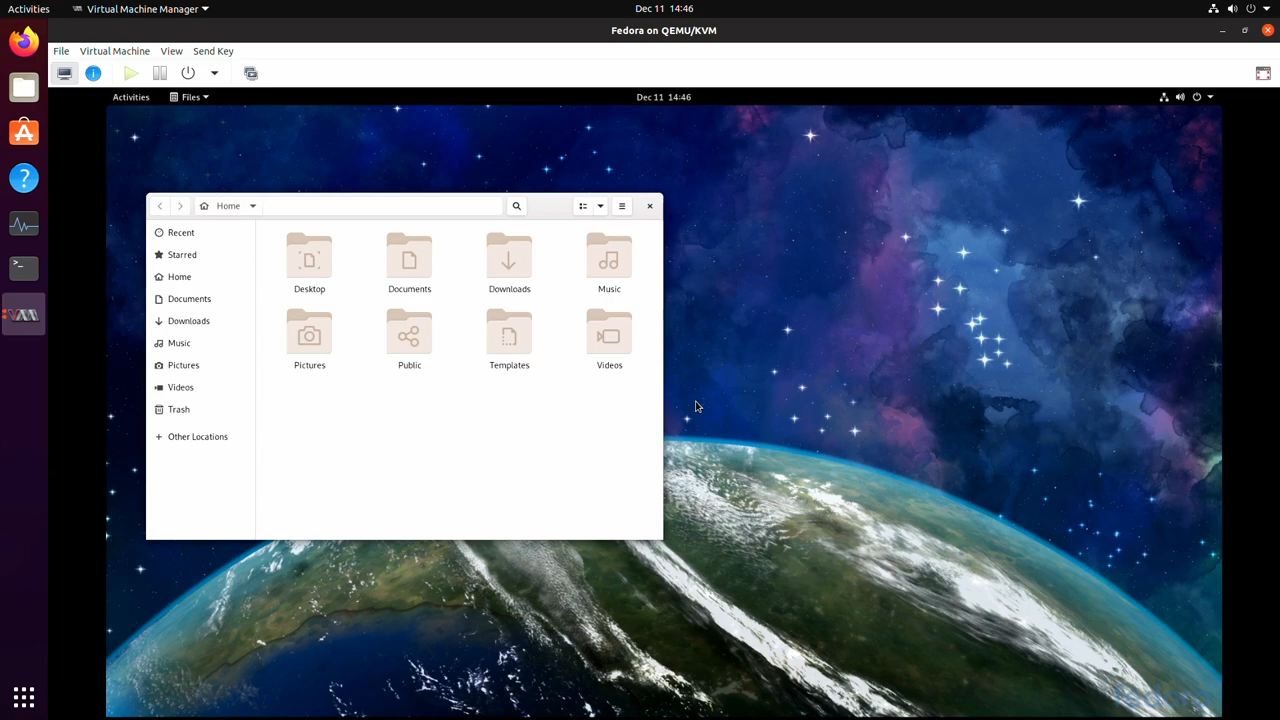 Activities Virtual Machine Manager Dec 11 14:46
Fedora on QEMU/KVM
File Virtual Machine View Send Key
Activities Files Dec 11 14:46
Home
Recent
Starred
Home
Documents
Downloads
Music
Pictures
Videos
Trash
Other Locations
Desktop Documents Downloads Music
Pictures Public Templates Videos
fedora